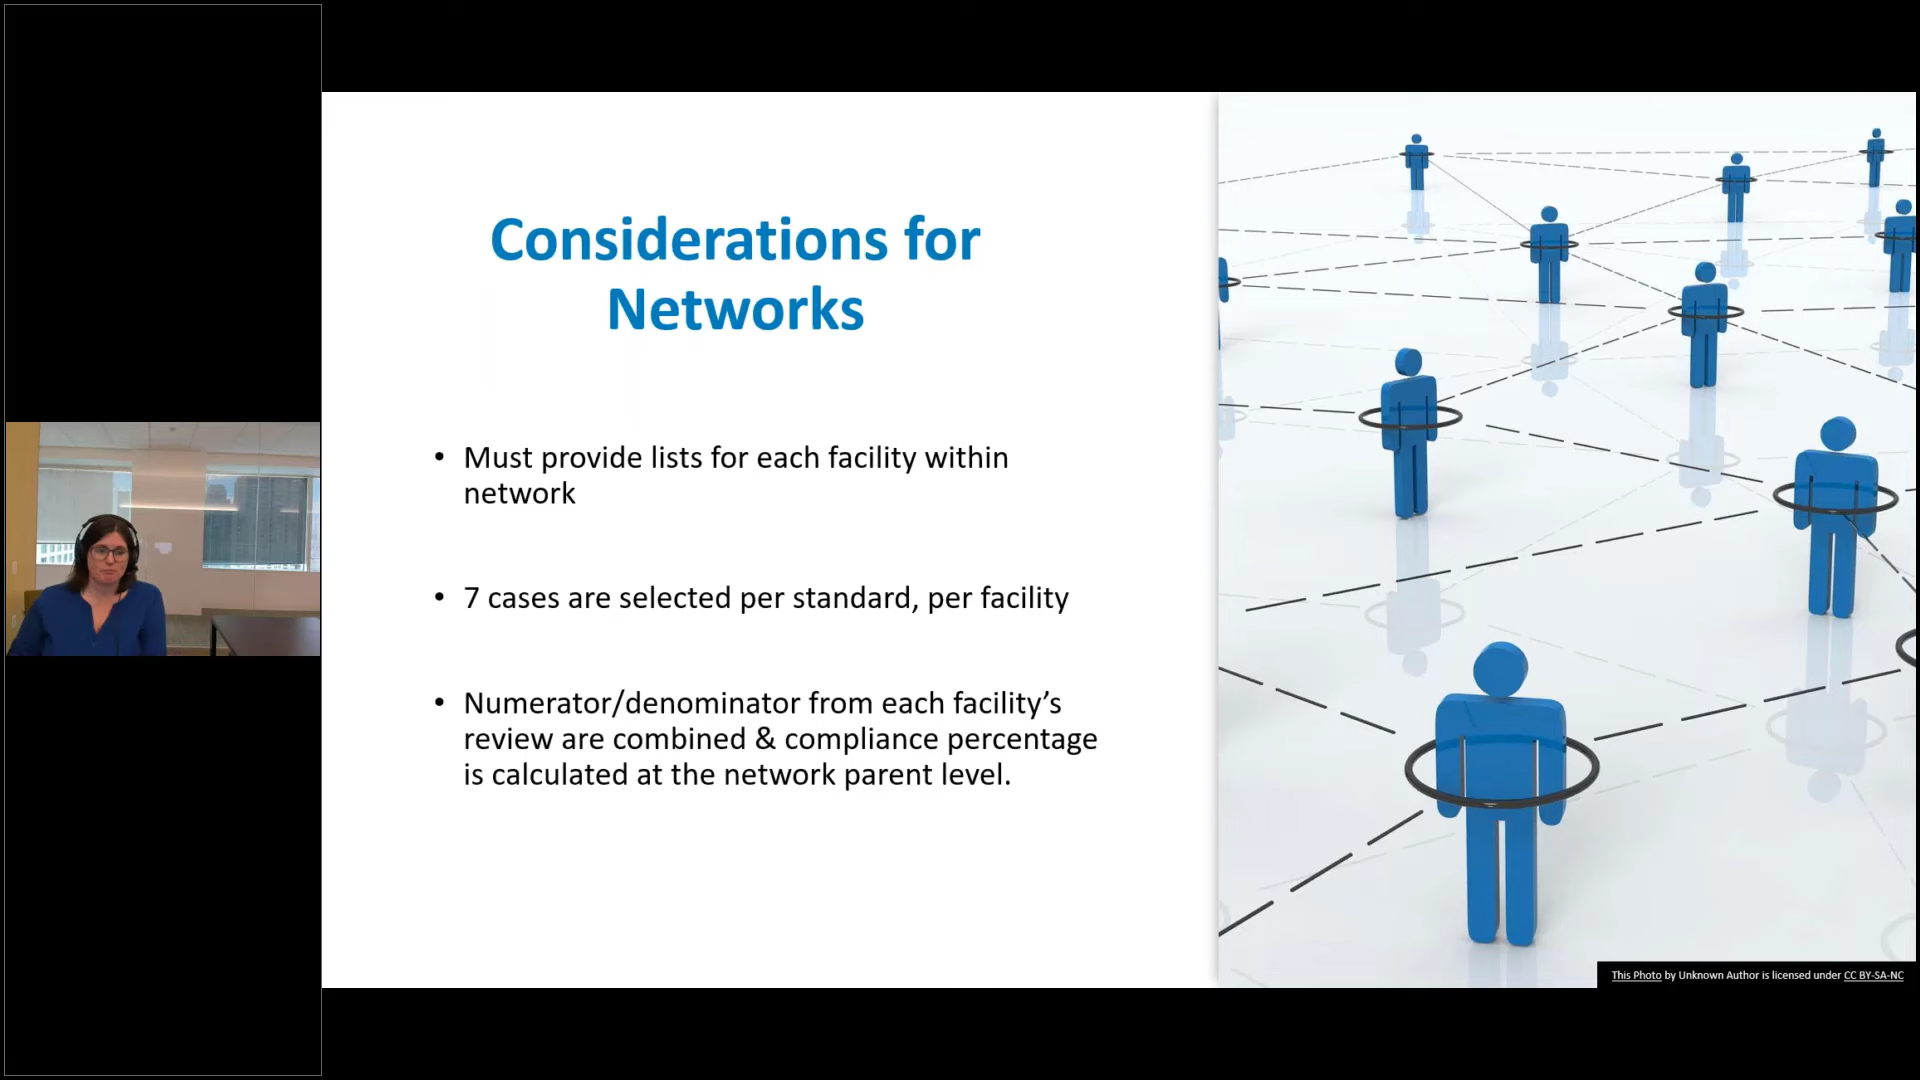 Considerations for
Networks
• Must provide lists for each facility within
network
• 7 cases are selected per standard, per facility
• Numerator/denominator from each facility’s
review are combined & compliance percentage
is calculated at the network parent level.
This Photo by Unknown Author is licensed under CC BY-SA-NC